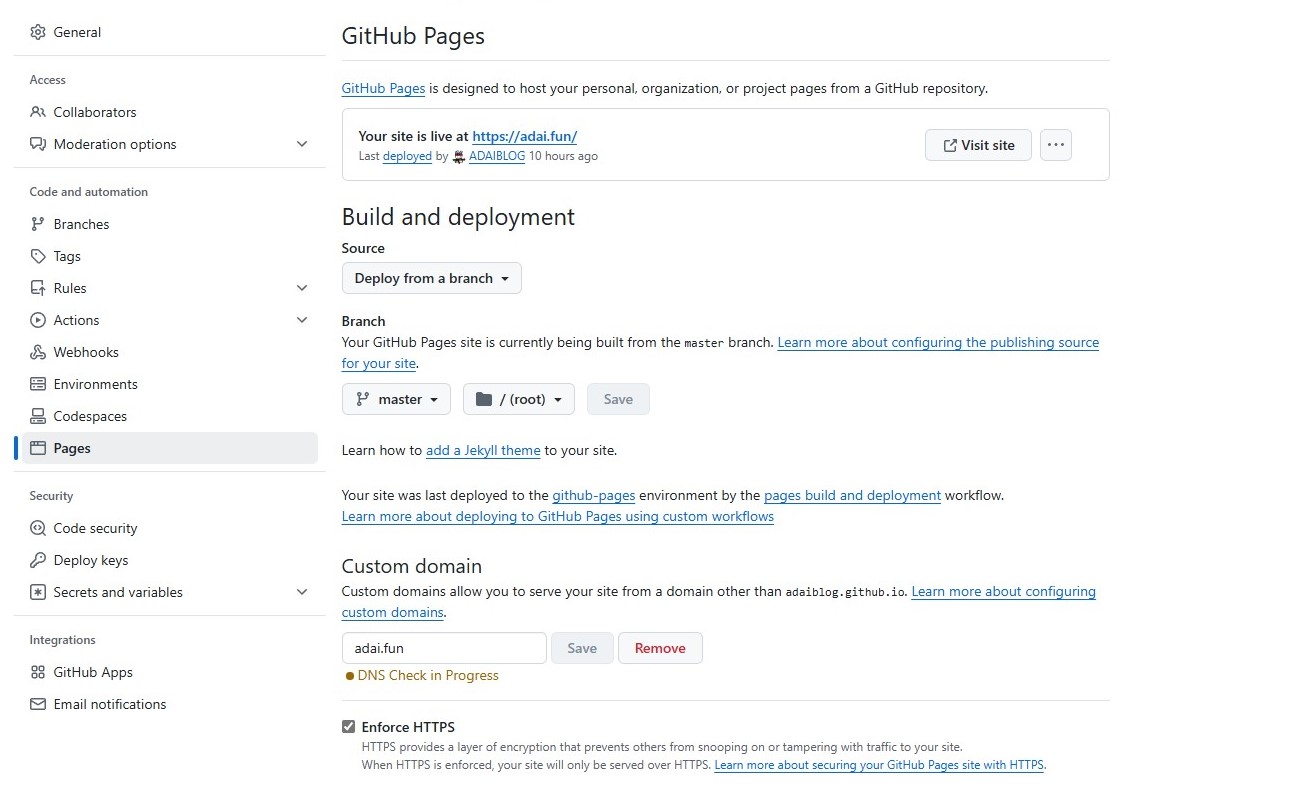 General
Access
Collaborators
Moderation options
Code and automation
Branches
Tags
Rules
Actions
Webhooks
Environments
Codespaces
Pages
Security
Code security
Deploy keys
Secrets and variables
Integrations
GitHub Apps
Email notifications
GitHub Pages
GitHub Pages is designed to host your personal, organization, or project pages from a GitHub repository.
Your site is live at https://adai.fun/
Last deployed by ADAIBLOG 10 hours ago
Visit site
Build and deployment
Source
Deploy from a branch
Branch
Your GitHub Pages site is currently being built from the master branch. Learn more about configuring the publishing source
for your site.
master / (root) Save
Learn how to add a Jekyll theme to your site.
Your site was last deployed to the github-pages environment by the pages build and deployment workflow.
Learn more about deploying to GitHub Pages using custom workflows
Custom domain
Custom domains allow you to serve your site from a domain other than adaiblog.github.io. Learn more about configuring
custom domains.
adai.fun Save Remove
DNS Check in Progress
Enforce HTTPS
HTTPS provides a layer of encryption that prevents others from snooping on or tampering with traffic to your site.
When HTTPS is enforced, your site will only be served over HTTPS. Learn more about securing your GitHub Pages site with HTTPS.